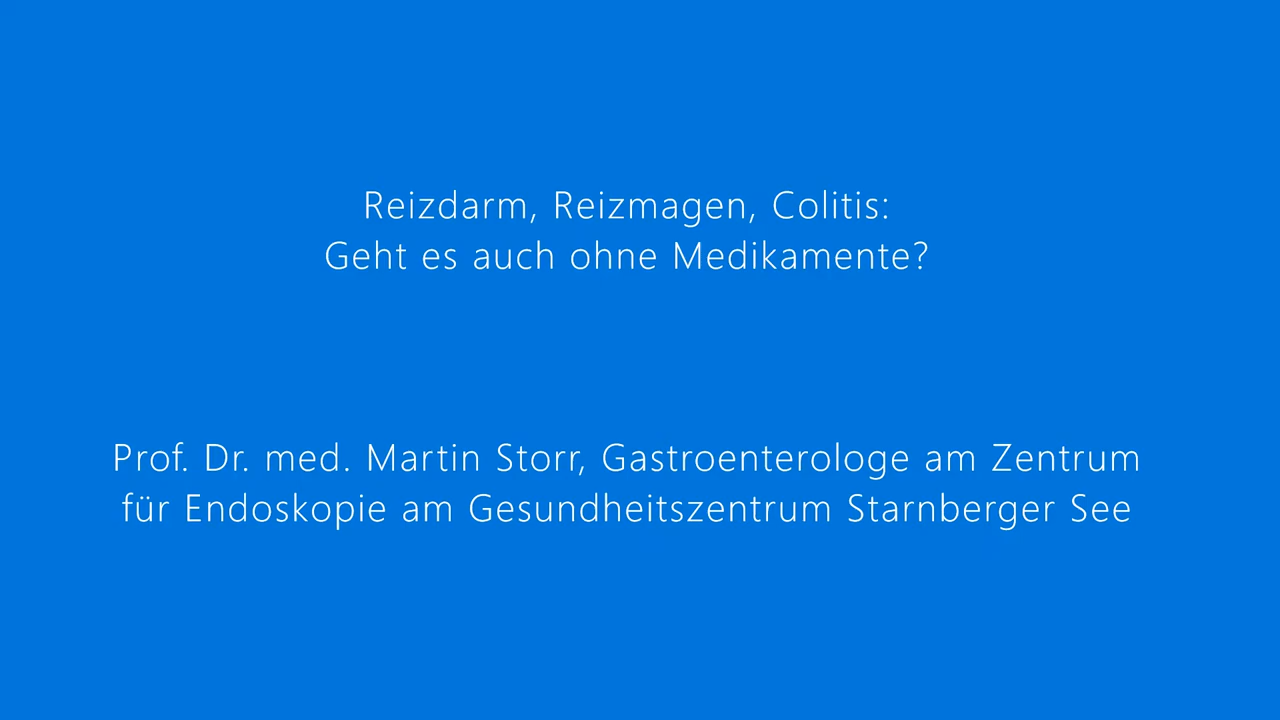 Reizdarm, Reizmagen, Colitis:
Geht es auch ohne Medikamente?
Prof. Dr. med. Martin Storr, Gastroenterologe am Zentrum
für Endoskopie am Gesundheitszentrum Starnberger See